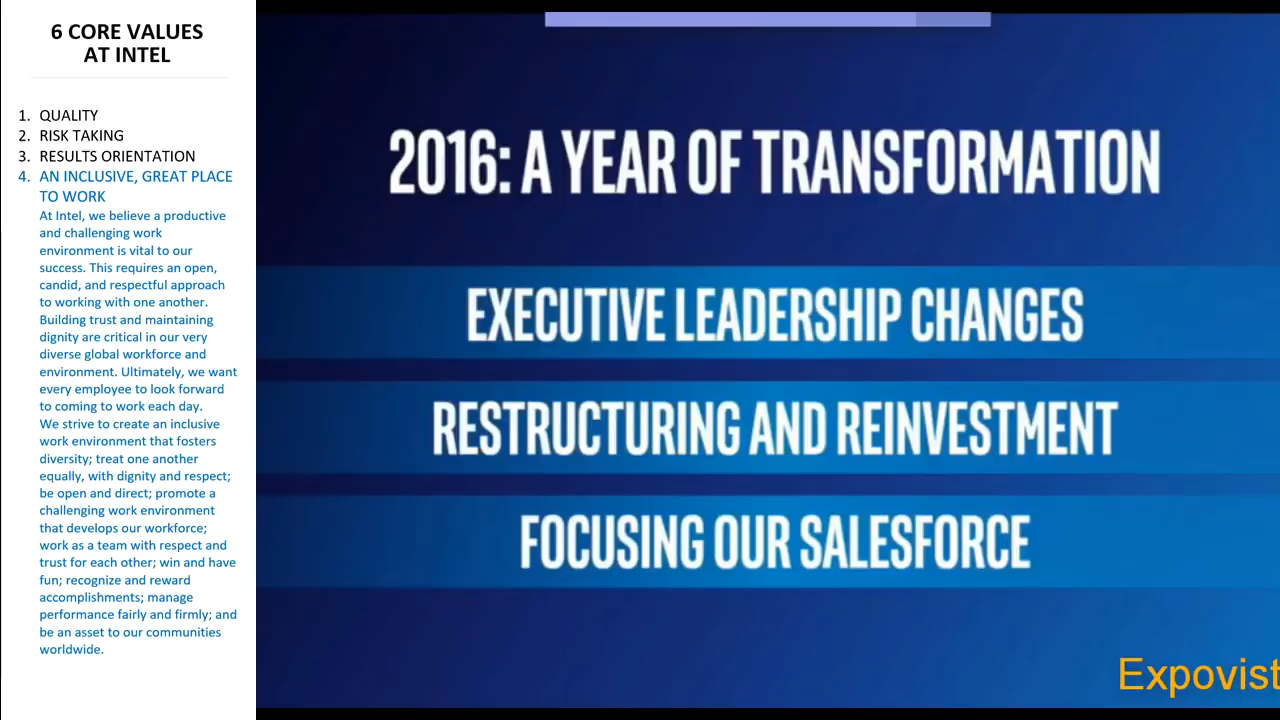 6 CORE VALUES
AT INTEL
1. QUALITY
2. RISK TAKING
3. RESULTS ORIENTATION
4. AN INCLUSIVE, GREAT PLACE
TO WORK
At Intel, we believe a productive
and challenging work
environment is vital to our
success. This requires an open,
candid, and respectful approach
to working with one another.
Building trust and maintaining
dignity are critical in our very
diverse global workforce and
environment. Ultimately, we want
every employee to look forward
to coming to work each day.
We strive to create an inclusive
work environment that fosters
diversity; treat one another
equally, with dignity and respect;
be open and direct; promote a
challenging work environment
that develops our workforce;
work as a team with respect and
trust for each other; win and have
fun; recognize and reward
accomplishments; manage
performance fairly and firmly; and
be an asset to our communities
worldwide.
2016: A YEAR OF TRANSFORMATION
EXECUTIVE LEADERSHIP CHANGES
RESTRUCTURING AND REINVESTMENT
FOCUSING OUR SALESFORCE
Expovist